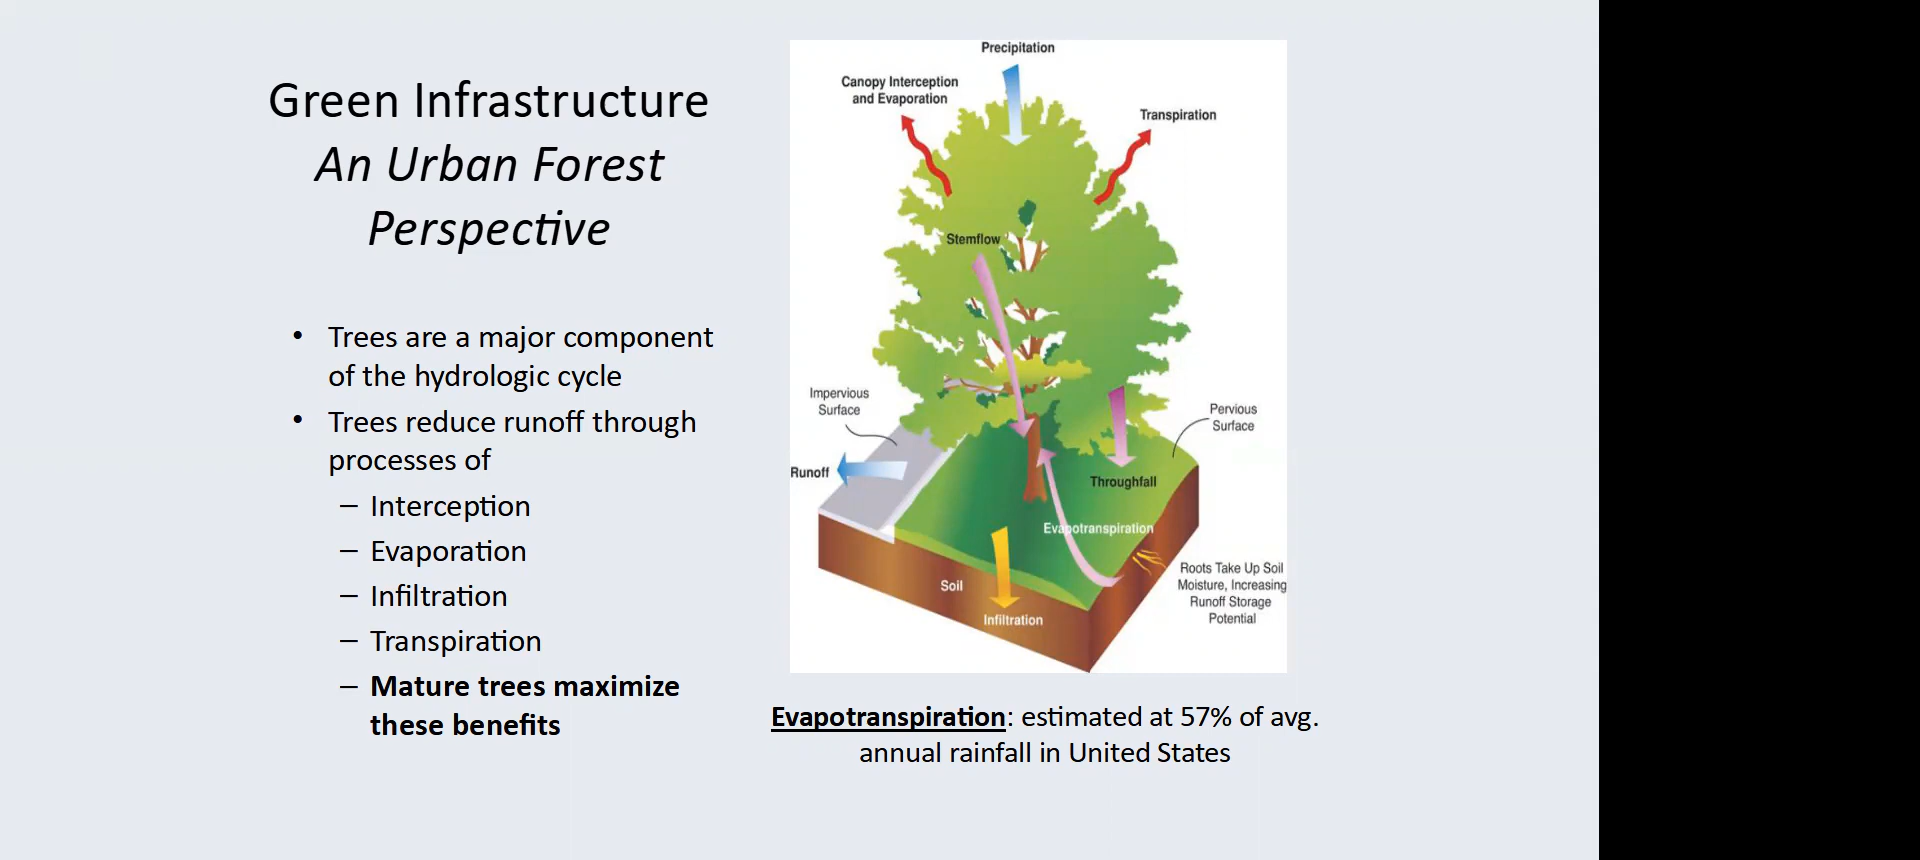 Green Infrastructure
An Urban Forest
Perspective
• Trees are a major component
of the hydrologic cycle
• Trees reduce runoff through
processes of
– Interception
– Evaporation
– Infiltration
– Transpiration
– Mature trees maximize
these benefits
Precipitation
Canopy Interception
and Evaporation
Transpiration
Stemflow
Impervious
Surface
Pervious
Surface
Runoff
Throughfall
Evapotranspiration
Roots Take Up Soil
Moisture, Increasing
Runoff Storage
Potential
Soil
Infiltration
Evapotranspiration: estimated at 57% of avg.
annual rainfall in United States